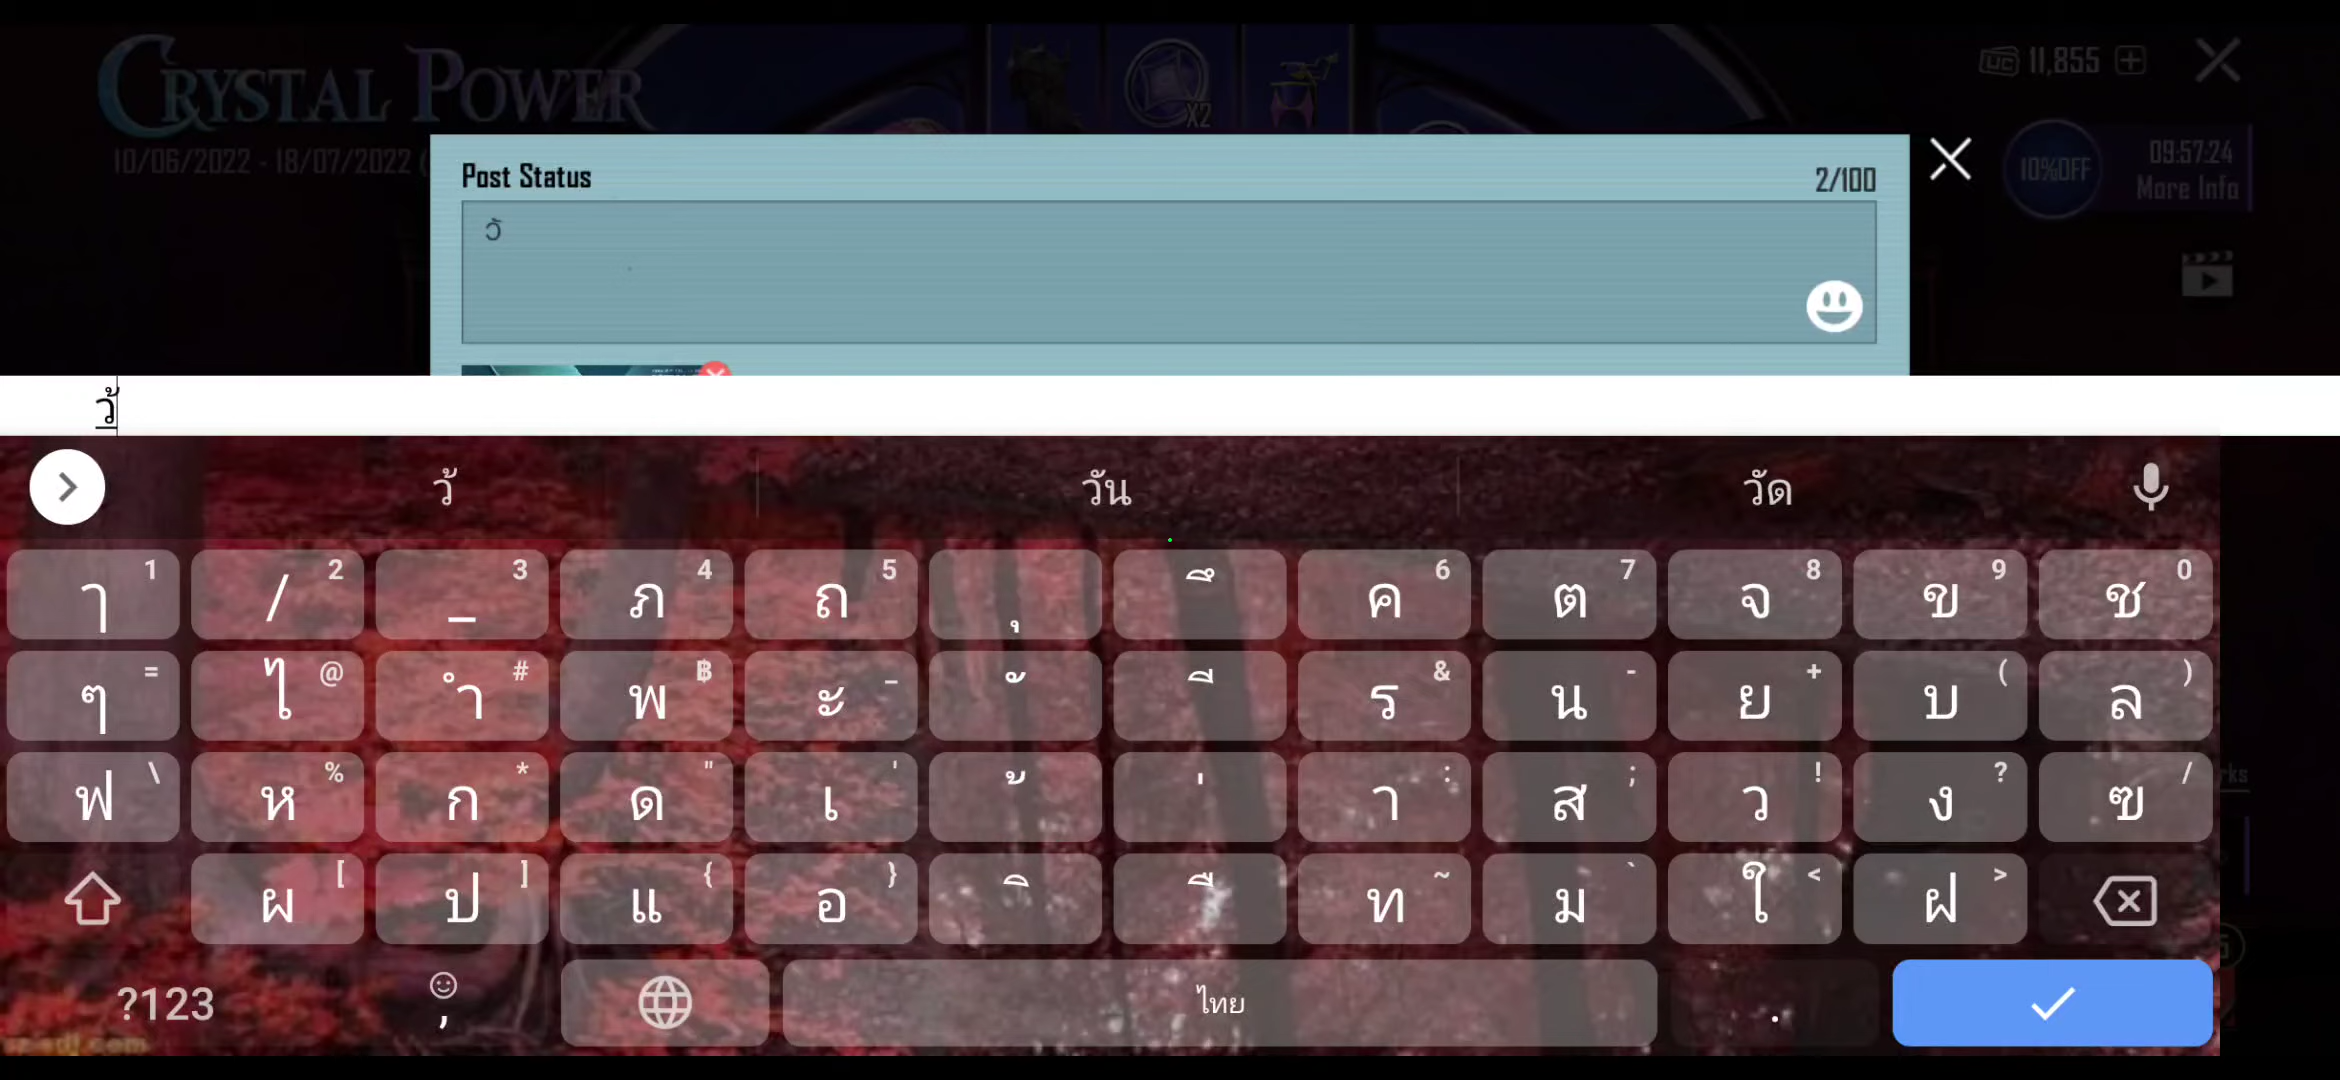 CRYSTAL POWER
10/06/2022 - 18/07/2022 (
X2
UC 11,855
10%OFF
09:57:24
More Info
Post Status
2/100
ว้
ว้
ว้ วัน วัด
ๅ 1 / 2 _ 3 ภ 4 ถ 5 ุ ึ ค 6 ต 7 จ 8 ข 9 ช 0
ๆ = ไ @ ำ # พ ฿ ะ _ ั ี ร & น - ย + บ ( ล )
ฟ \ ห % ก * ด " เ ' ้ ่ า : ส ; ว ! ง ? ฃ /
ผ [ ป ] แ { อ } ิ ื ท ~ ม ` ใ < ฝ >
?123 , ไทย .